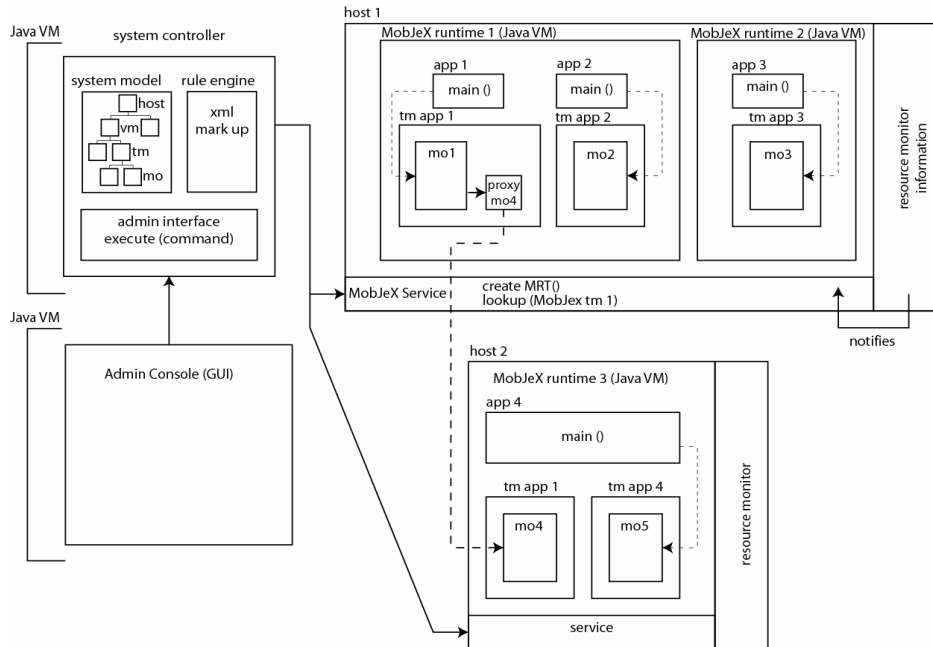 Java VM
system controller
system model
host
vm
tm
mo
rule engine
xml
mark up
admin interface
execute (command)
Java VM
Admin Console (GUI)
host 1
MobJeX runtime 1 (Java VM)
app 1
main ()
app 2
main ()
tm app 1
mo1
proxy
mo4
tm app 2
mo2
MobJeX runtime 2 (Java VM)
app 3
main ()
tm app 3
mo3
resource monitor
information
MobJeX Service
create MRT()
lookup (MobJex tm 1)
notifies
host 2
MobJeX runtime 3 (Java VM)
app 4
main ()
tm app 1
mo4
tm app 4
mo5
resource monitor
service